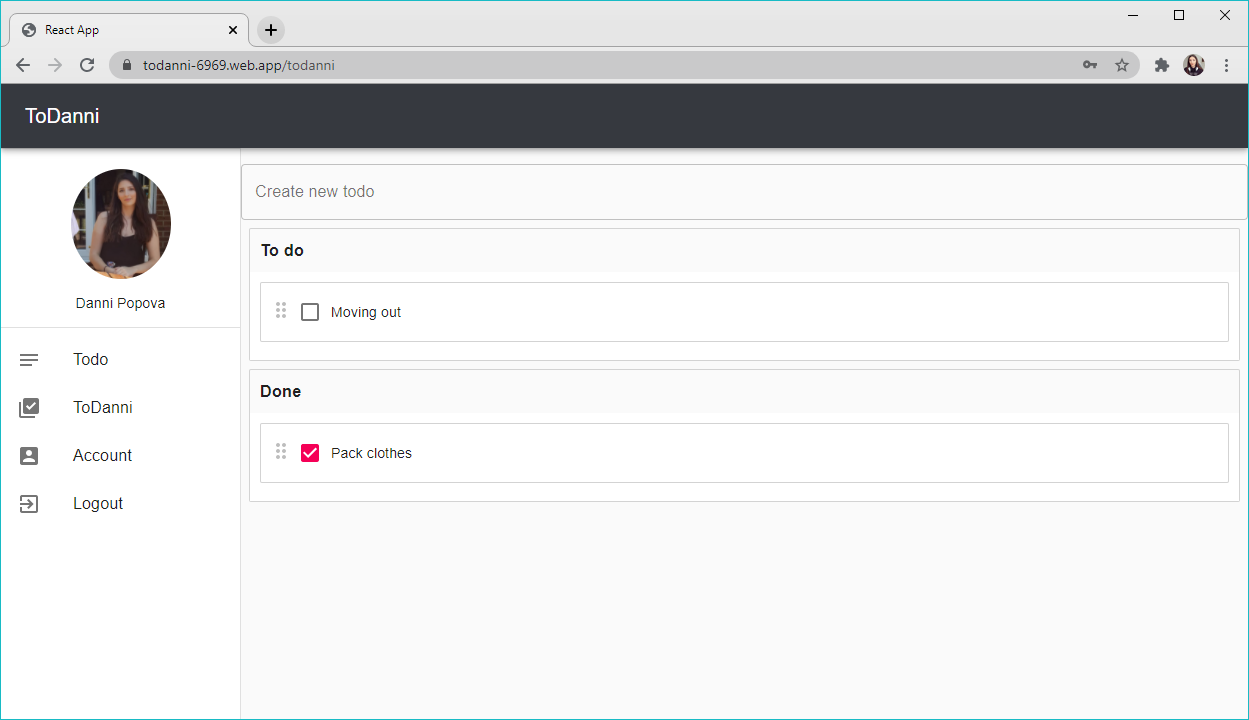 React App
todanni-6969.web.app/todanni
ToDanni
Danni Popova
Todo
ToDanni
Account
Logout
Create new todo
To do
Moving out
Done
Pack clothes